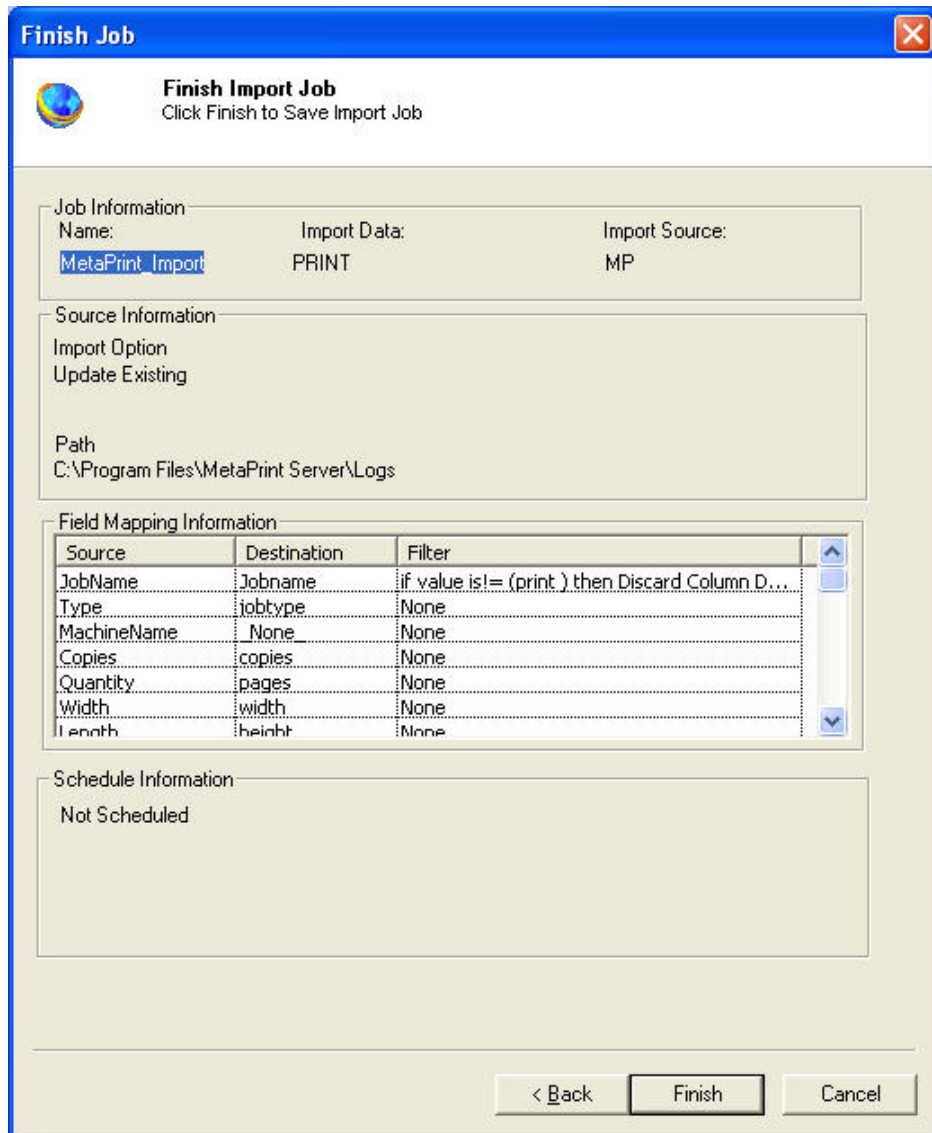 Finish Job
Finish Import Job
Click Finish to Save Import Job
Job Information
Name: Import Data: Import Source:
MetaPrint_Import PRINT MP
Source Information
Import Option
Update Existing
Path
C:\Program Files\MetaPrint Server\Logs
Field Mapping Information
Source Destination Filter
JobName Jobname if value is!= (print ) then Discard Column D...
Type jobtype None
MachineName _None_ None
Copies copies None
Quantity pages None
Width width None
Length height None
Schedule Information
Not Scheduled
< Back Finish Cancel